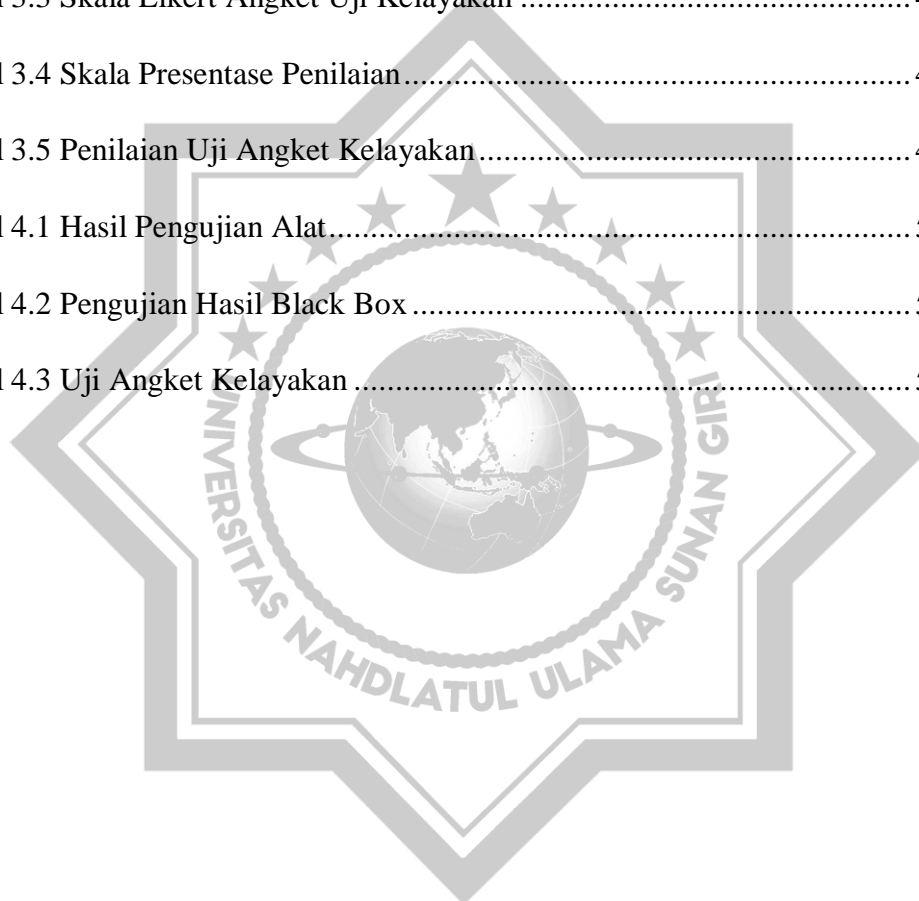 l 3.3 Skala Likert Angket Uji Kelayakan
l 3.4 Skala Presentase Penilaian
l 3.5 Penilaian Uji Angket Kelayakan
l 4.1 Hasil Pengujian Alat
l 4.2 Pengujian Hasil Black Box
l 4.3 Uji Angket Kelayakan
UNIVERSITAS NAHDLATUL ULAMA SUNAN GIRI